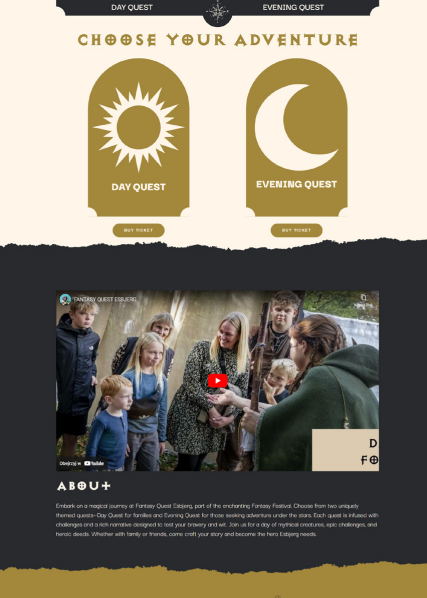 DAY QUEST
EVENING QUEST
CHOOSE YOUR ADVENTURE
DAY QUEST
EVENING QUEST
BUY TICKET
BUY TICKET
FANTASY QUEST ESBJERG
D
FO
Obejrzyj w YouTube
ABOUT
Embark on a magical journey at Fantasy Quest Esbjerg, part of the enchanting Fantasy Festival. Choose from two uniquely
themed quests—Day Quest for families and Evening Quest for those seeking adventure under the stars. Each quest is infused with
challenges and a rich narrative designed to test your bravery and wit. Join us for a day of mythical creatures, epic challenges, and
heroic deeds. Whether with family or friends, come craft your story and become the hero Esbjerg needs.